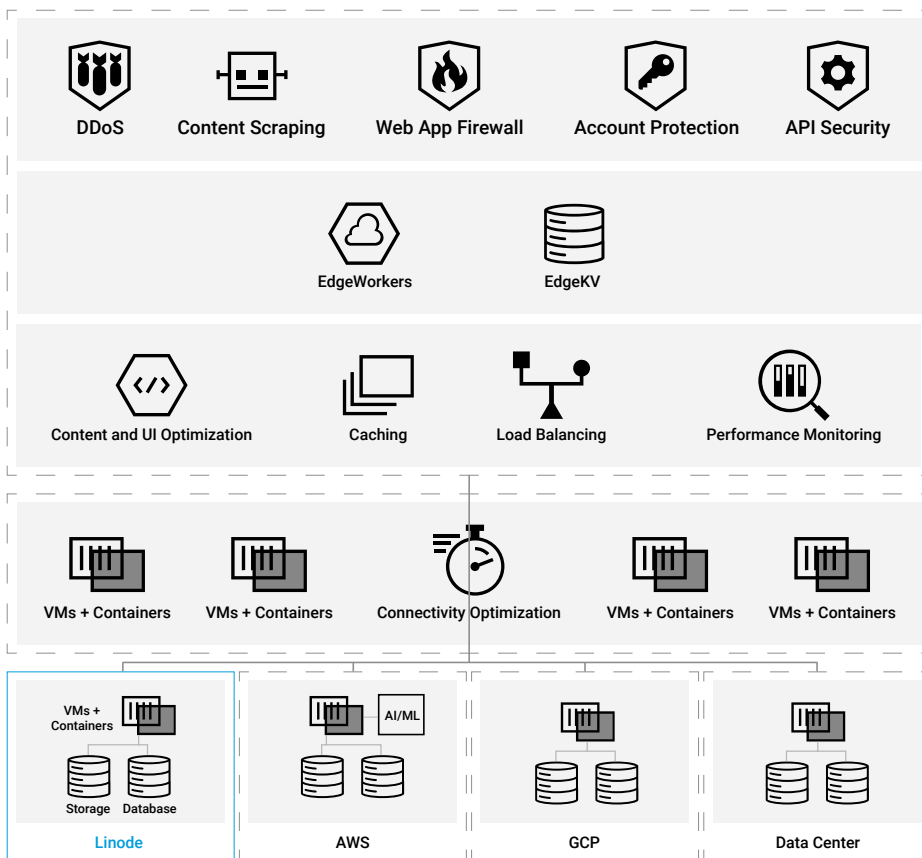 DDoS
Content Scraping
Web App Firewall
Account Protection
API Security
EdgeWorkers
EdgeKV
Content and UI Optimization
Caching
Load Balancing
Performance Monitoring
VMs + Containers
VMs + Containers
Connectivity Optimization
VMs + Containers
VMs + Containers
VMs +
Containers
Storage
Database
Linode
AI/ML
AWS
GCP
Data Center